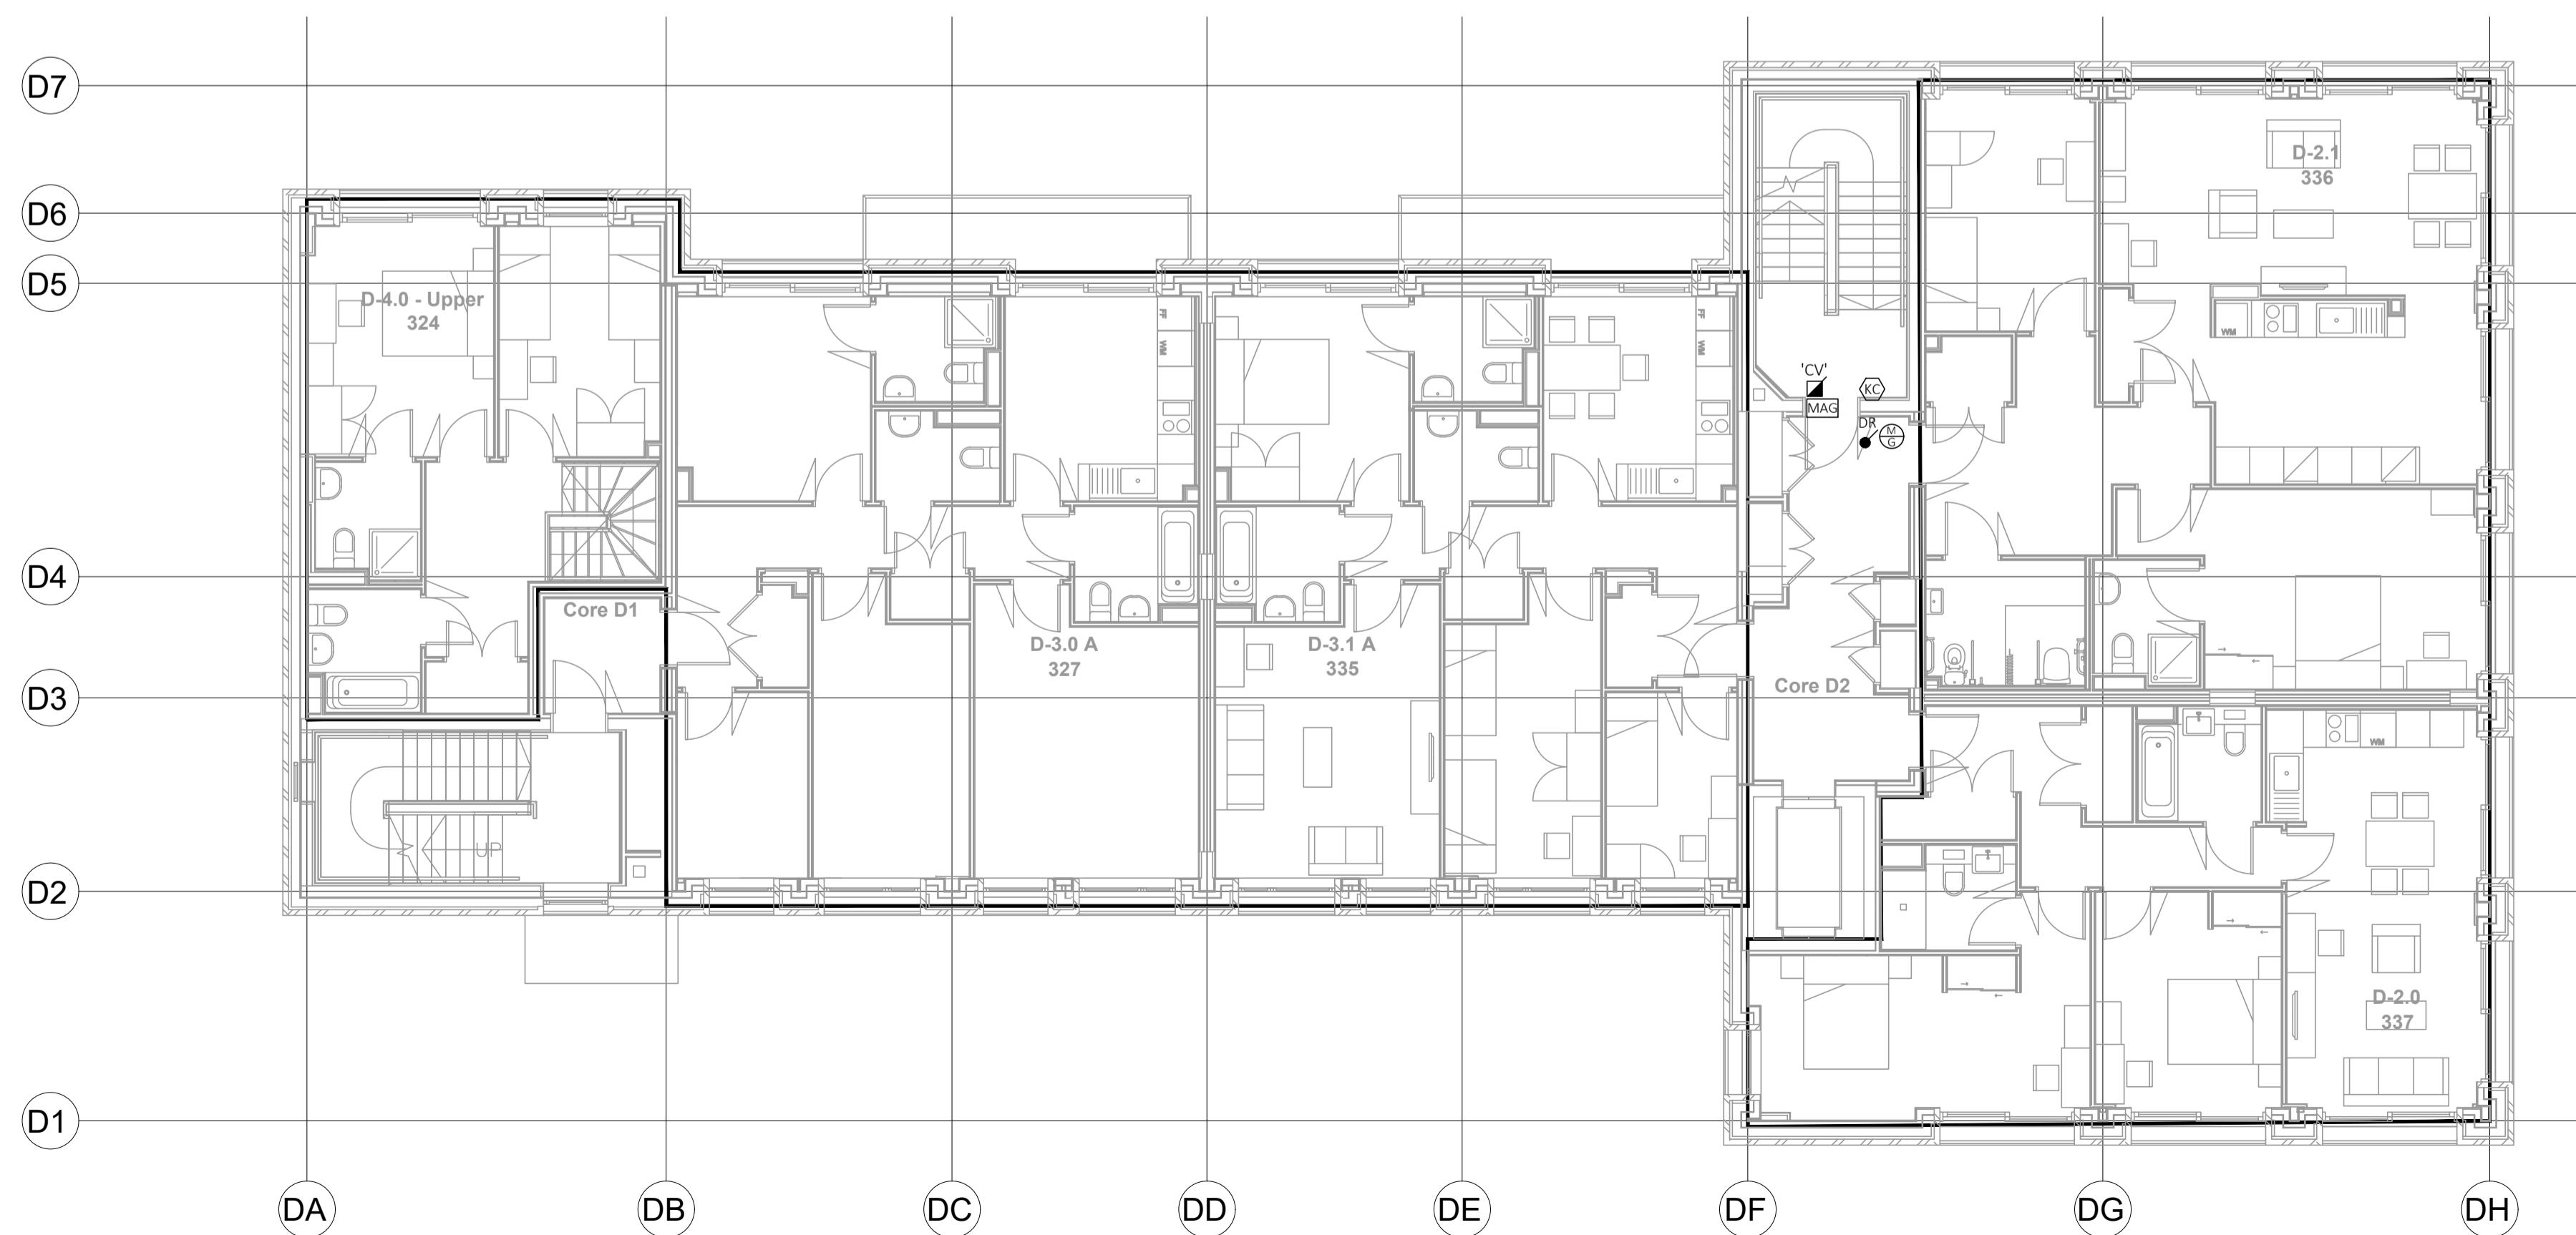 D7
D6
D5
D4
D3
D2
D1
D-2.1
336
D-4.0 - Upper
324
FF
WM
FF
WM
WM
'CV'
KC
MAG
DR
M
G
Core D1
D-3.0 A
327
D-3.1 A
335
Core D2
WM
UP
D-2.0
337
DA
DB
DC
DD
DE
DF
DG
DH